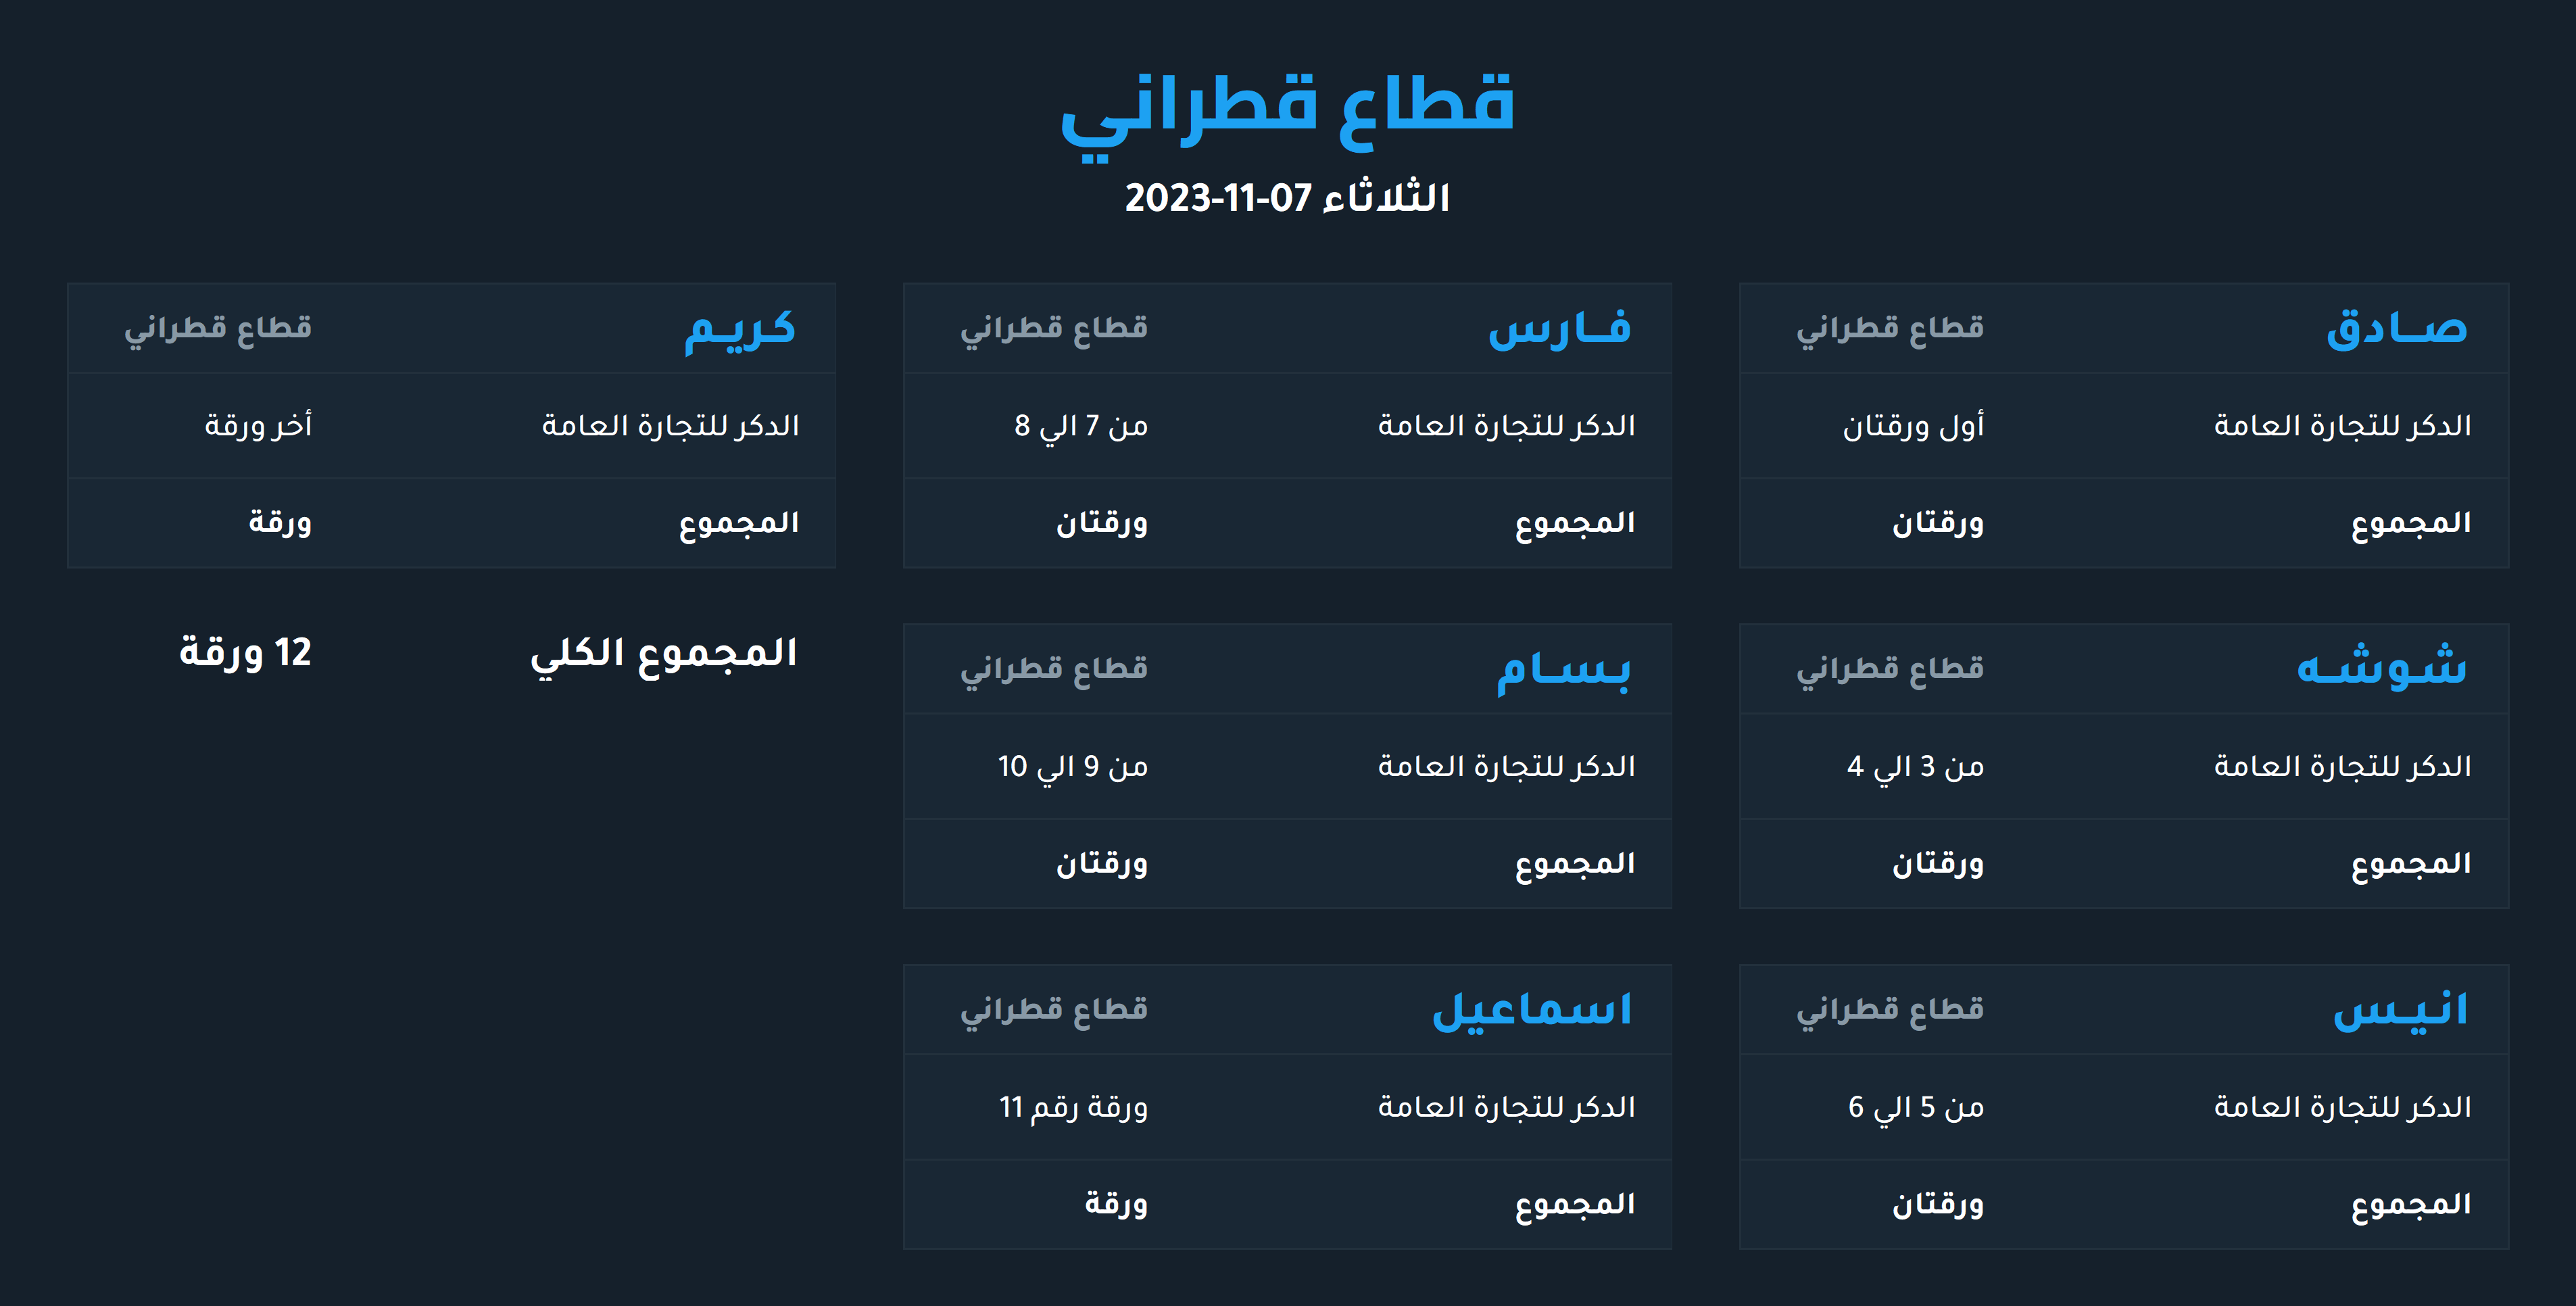 قطاع قطراني
الثلاثاء 07-11-2023
صــادق قطاع قطراني
الدكر للتجارة العامة أول ورقتان
المجموع ورقتان
شـوشـه قطاع قطراني
الدكر للتجارة العامة من 3 الي 4
المجموع ورقتان
انـيـس قطاع قطراني
الدكر للتجارة العامة من 5 الي 6
المجموع ورقتان
فــارس قطاع قطراني
الدكر للتجارة العامة من 7 الي 8
المجموع ورقتان
بـسـام قطاع قطراني
الدكر للتجارة العامة من 9 الي 10
المجموع ورقتان
اسماعيل قطاع قطراني
الدكر للتجارة العامة ورقة رقم 11
المجموع ورقة
كـريـم قطاع قطراني
الدكر للتجارة العامة أخر ورقة
المجموع ورقة
المجموع الكلي 12 ورقة